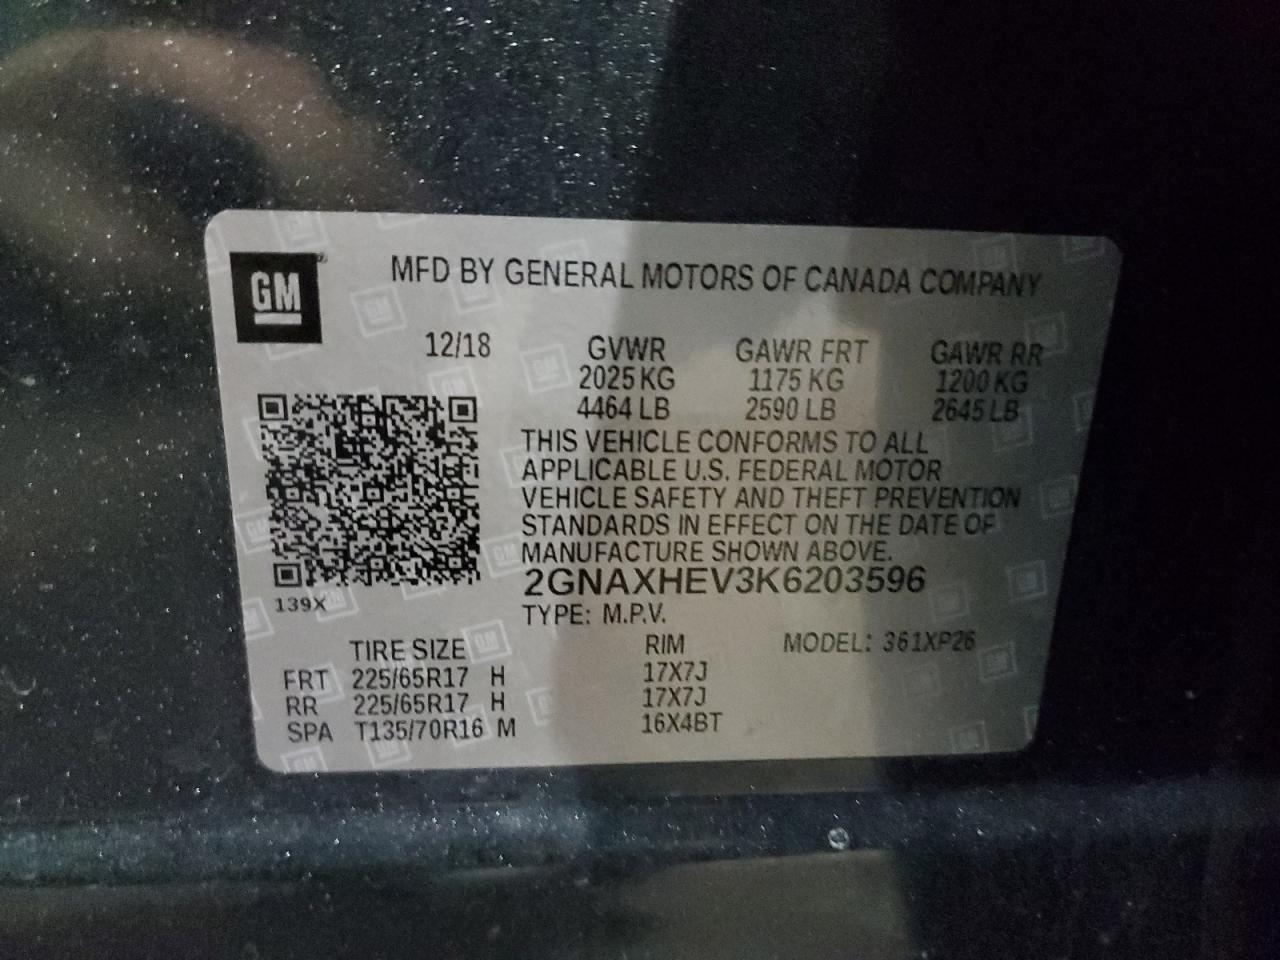 GM
MFD BY GENERAL MOTORS OF CANADA COMPANY
12/18 GVWR GAWR FRT GAWR RR
2025 KG 1175 KG 1200 KG
4464 LB 2590 LB 2645 LB
THIS VEHICLE CONFORMS TO ALL
APPLICABLE U.S. FEDERAL MOTOR
VEHICLE SAFETY AND THEFT PREVENTION
STANDARDS IN EFFECT ON THE DATE OF
MANUFACTURE SHOWN ABOVE.
2GNAXHEV3K6203596
139X
TYPE: M.P.V.
TIRE SIZE RIM MODEL: 361XP26
FRT 225/65R17 H 17X7J
RR 225/65R17 H 17X7J
SPA T135/70R16 M 16X4BT